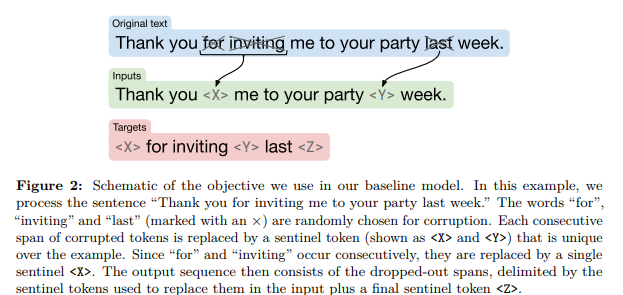 Original text
Thank you for inviting me to your party last week.
Inputs
Thank you <X> me to your party <Y> week.
Targets
<X> for inviting <Y> last <Z>
Figure 2: Schematic of the objective we use in our baseline model. In this example, we
process the sentence “Thank you for inviting me to your party last week.” The words “for”,
“inviting” and “last” (marked with an ×) are randomly chosen for corruption. Each consecutive
span of corrupted tokens is replaced by a sentinel token (shown as <X> and <Y>) that is unique
over the example. Since “for” and “inviting” occur consecutively, they are replaced by a single
sentinel <X>. The output sequence then consists of the dropped-out spans, delimited by the
sentinel tokens used to replace them in the input plus a final sentinel token <Z>.